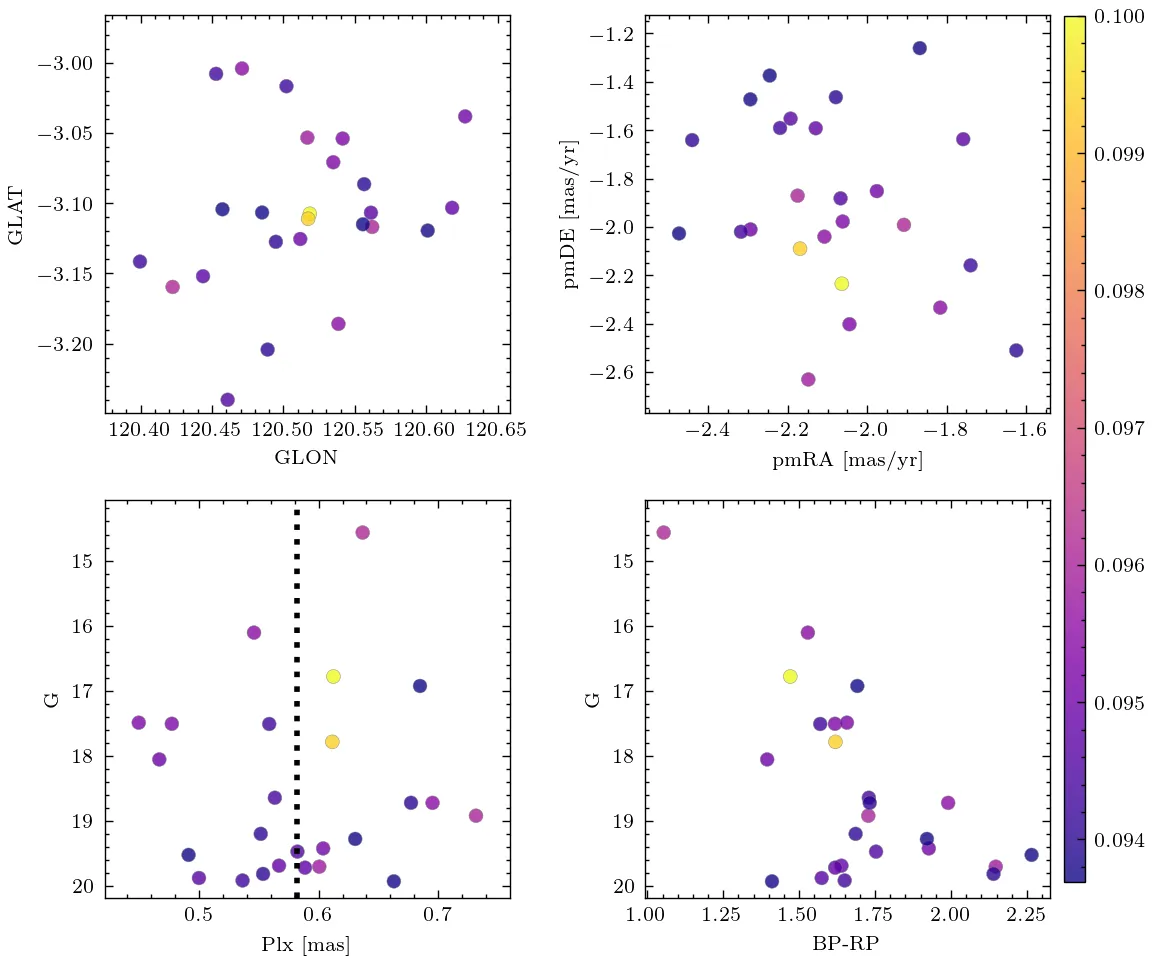 −3.00
−3.05
−3.10
−3.15
−3.20
GLAT
120.40 120.45 120.50 120.55 120.60 120.65
GLON
−1.2
−1.4
−1.6
−1.8
−2.0
−2.2
−2.4
−2.6
pmDE [mas/yr]
−2.4 −2.2 −2.0 −1.8 −1.6
pmRA [mas/yr]
15
16
17
18
19
20
G
0.5 0.6 0.7
Plx [mas]
15
16
17
18
19
20
G
1.00 1.25 1.50 1.75 2.00 2.25
BP-RP
0.100
0.099
0.098
0.097
0.096
0.095
0.094